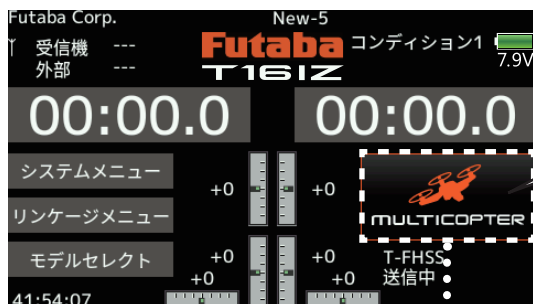 Futaba Corp.
New-5
受信機 ---
外部 ---
Futaba
T16IZ
コンディション1
7.9V
00:00.0
00:00.0
システムメニュー
リンケージメニュー
モデルセレクト
+0
+0
+0
+0
+0
+0
MULTICOPTER
T-FHSS
送信中
41:54:07